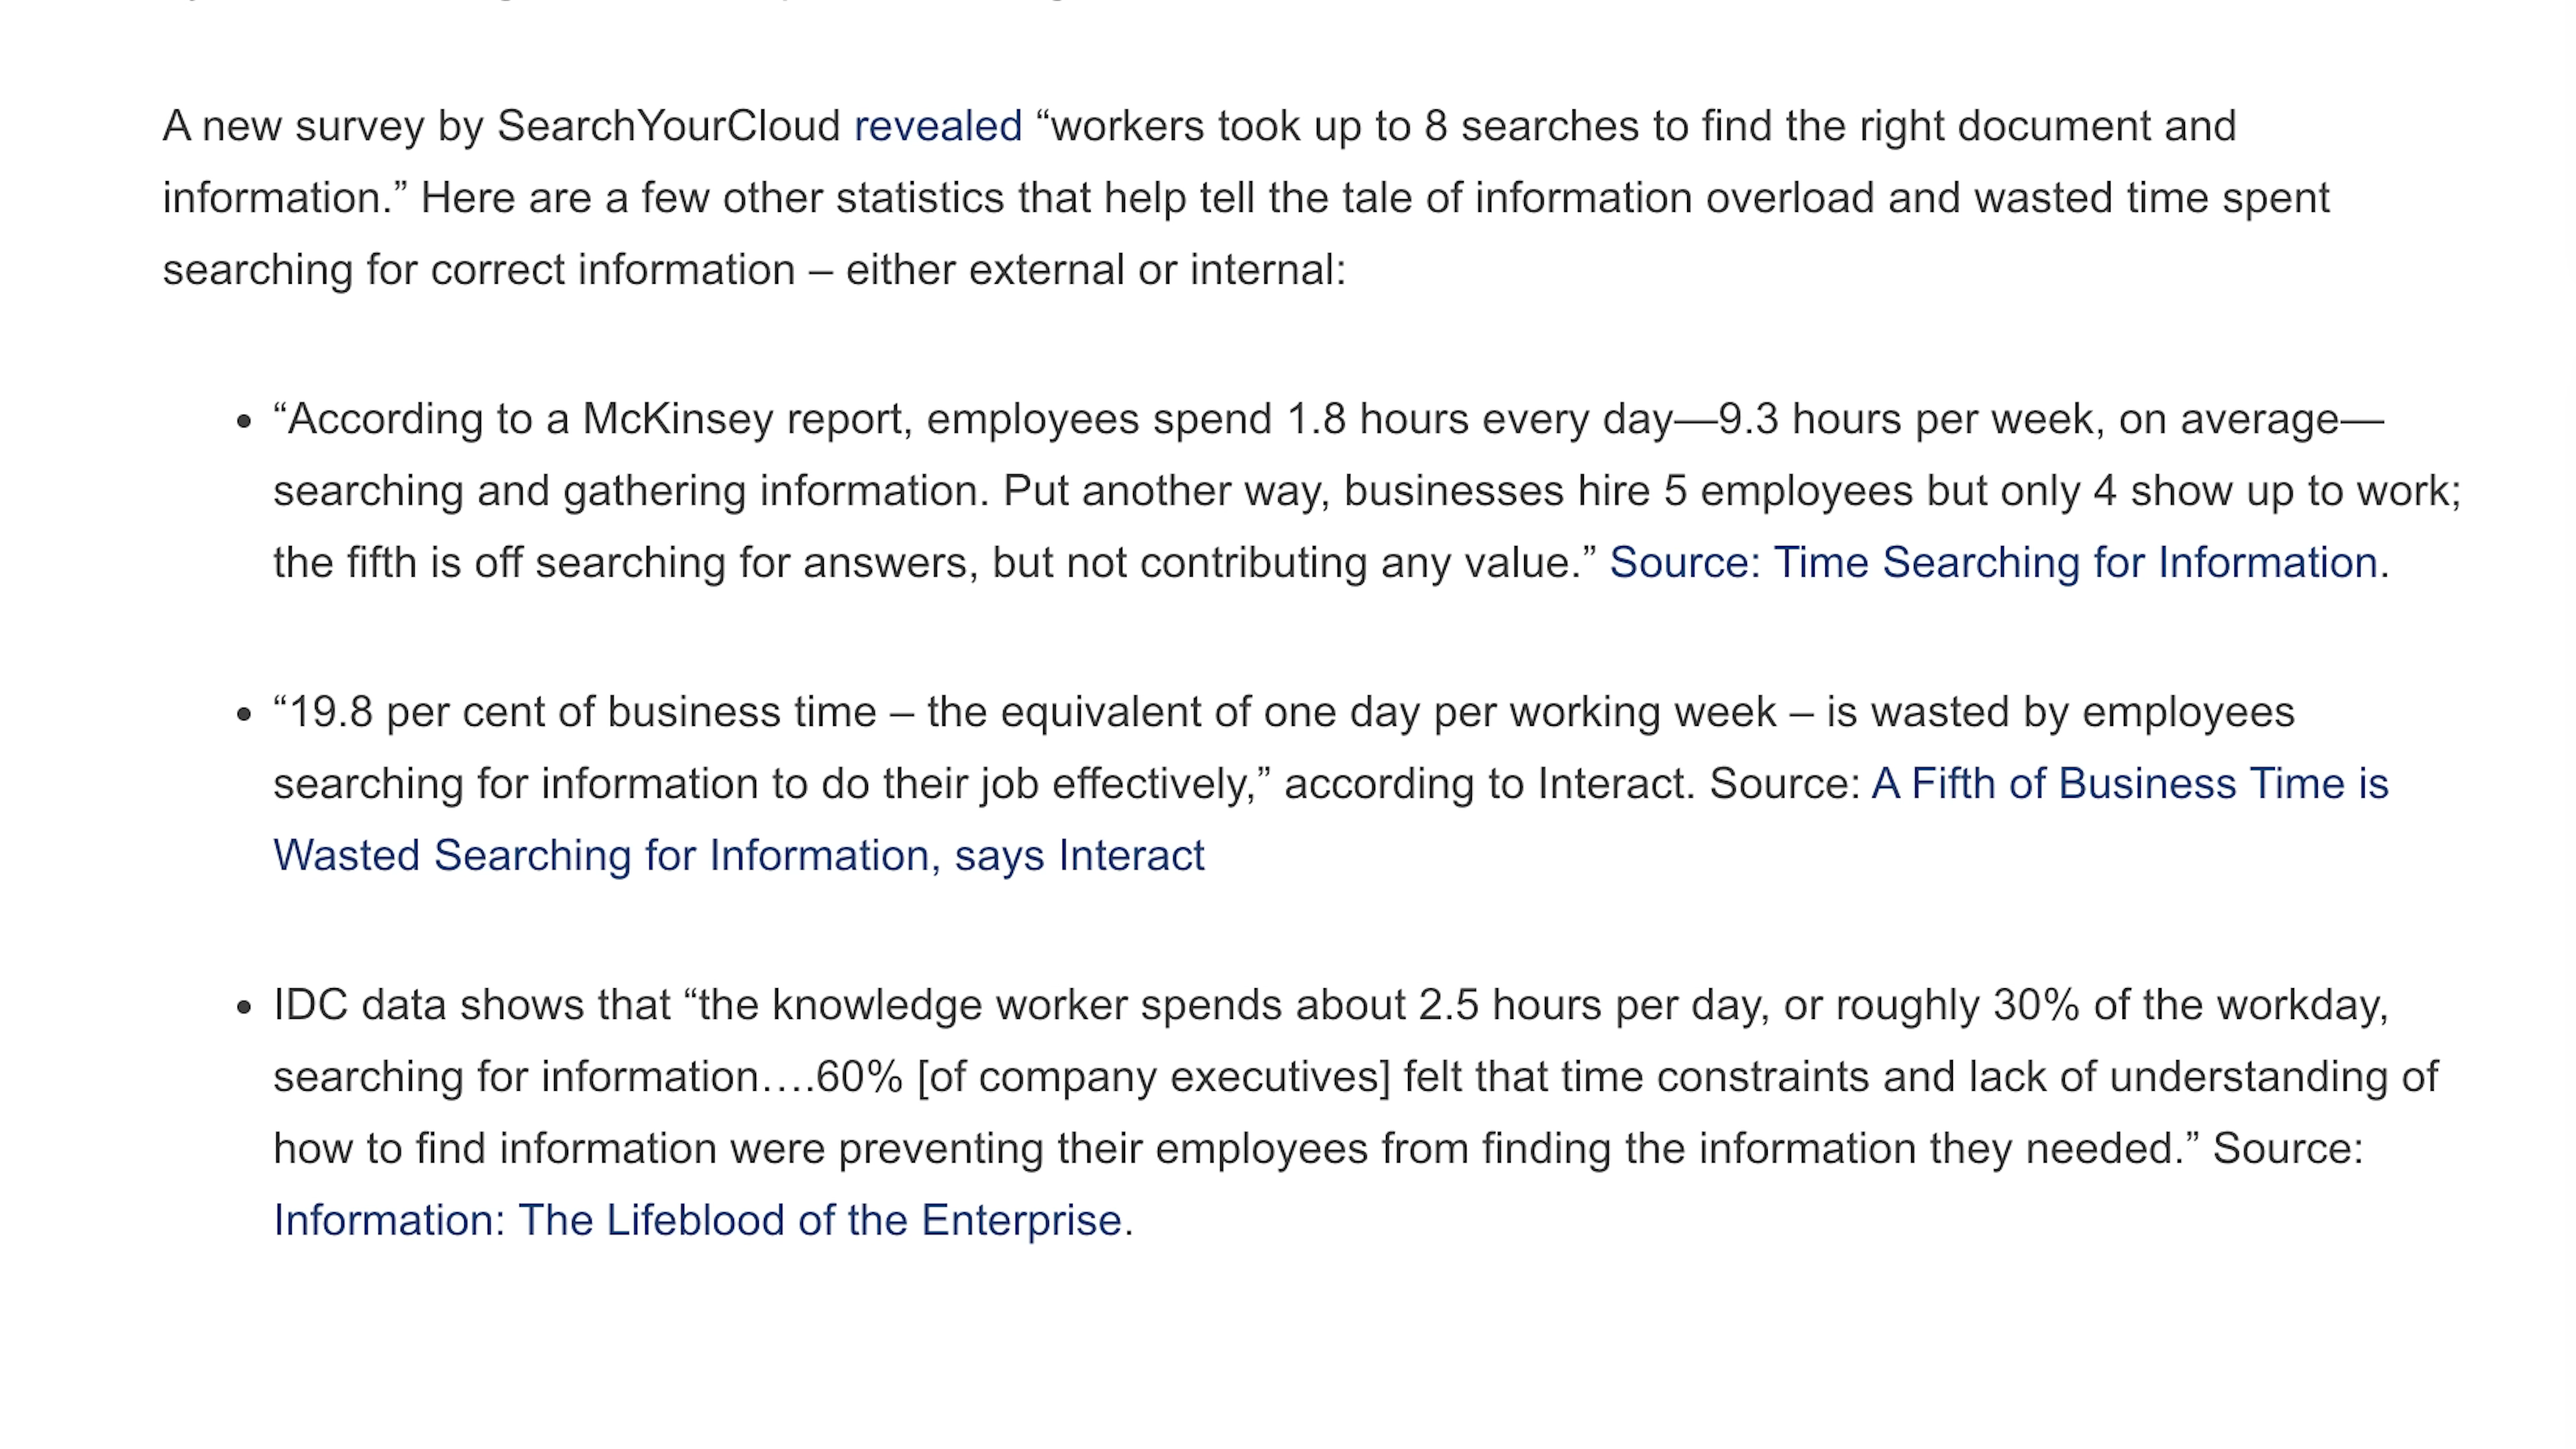 A new survey by SearchYourCloud revealed “workers took up to 8 searches to find the right document and
information.” Here are a few other statistics that help tell the tale of information overload and wasted time spent
searching for correct information – either external or internal:
• “According to a McKinsey report, employees spend 1.8 hours every day—9.3 hours per week, on average—
searching and gathering information. Put another way, businesses hire 5 employees but only 4 show up to work;
the fifth is off searching for answers, but not contributing any value.” Source: Time Searching for Information.
• “19.8 per cent of business time – the equivalent of one day per working week – is wasted by employees
searching for information to do their job effectively,” according to Interact. Source: A Fifth of Business Time is
Wasted Searching for Information, says Interact
• IDC data shows that “the knowledge worker spends about 2.5 hours per day, or roughly 30% of the workday,
searching for information….60% [of company executives] felt that time constraints and lack of understanding of
how to find information were preventing their employees from finding the information they needed.” Source:
Information: The Lifeblood of the Enterprise.